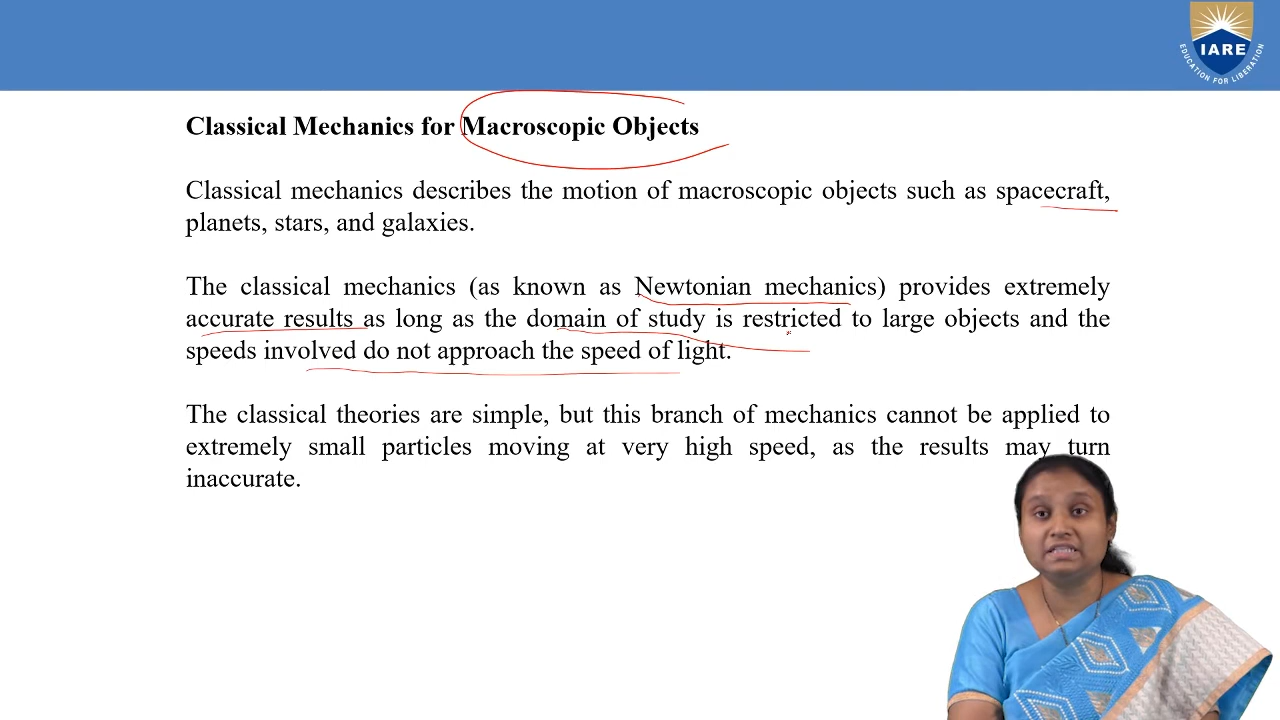 IARE
EDUCATION FOR LIBERATION
Classical Mechanics for Macroscopic Objects
Classical mechanics describes the motion of macroscopic objects such as spacecraft,
planets, stars, and galaxies.
The classical mechanics (as known as Newtonian mechanics) provides extremely
accurate results as long as the domain of study is restricted to large objects and the
speeds involved do not approach the speed of light.
The classical theories are simple, but this branch of mechanics cannot be applied to
extremely small particles moving at very high speed, as the results may turn
inaccurate.